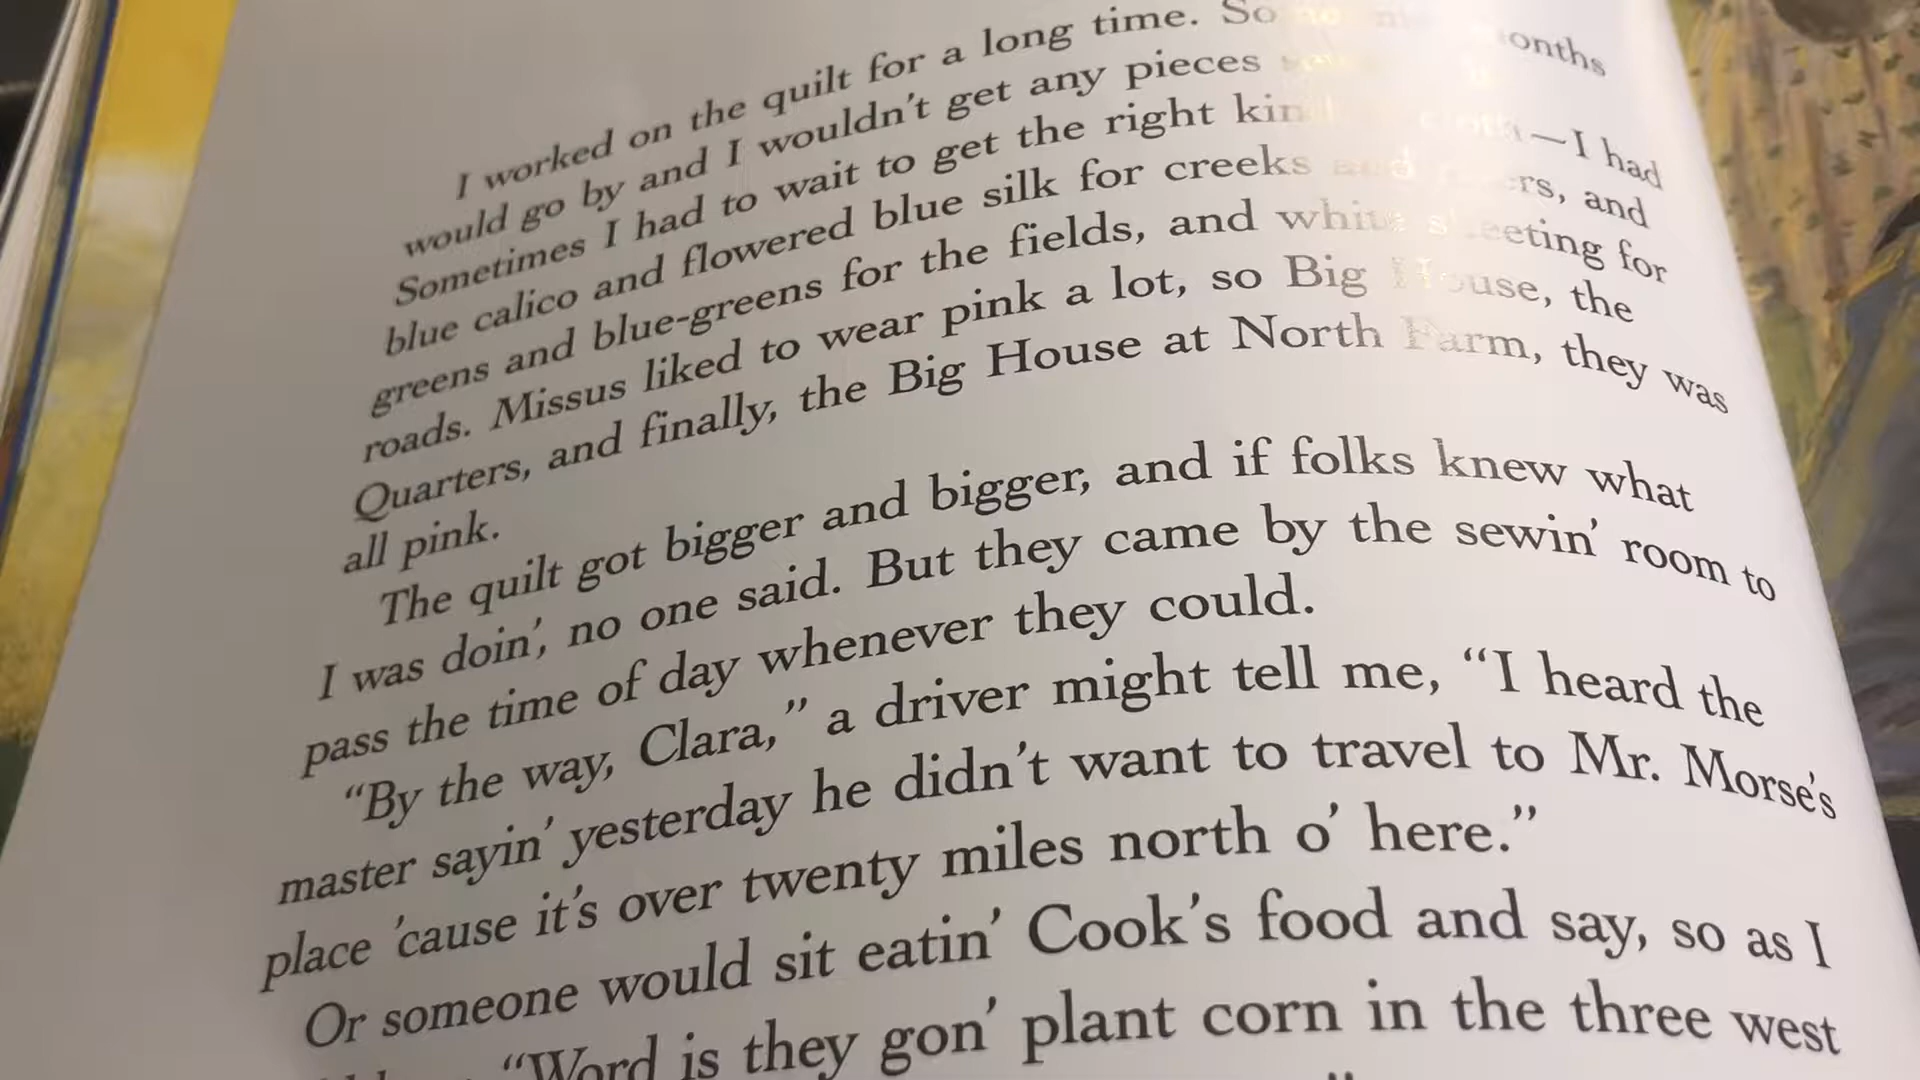 I worked on the quilt for a long time. So months
would go by and I wouldn't get any pieces
Sometimes I had to wait to get the right —I had
blue calico and flowered blue silk for creeks and and
greens and blue-greens for the fields, and white sheeting for
roads. Missus liked to wear pink a lot, so Big House, the
Quarters, and finally, the Big House at North Farm, they was
all pink.
The quilt got bigger and bigger, and if folks knew what
I was doin', no one said. But they came by the sewin' room to
pass the time of day whenever they could.
“By the way, Clara,” a driver might tell me, “I heard the
master sayin' yesterday he didn't want to travel to Mr. Morse's
place 'cause it's over twenty miles north o' here.”
Or someone would sit eatin' Cook's food and say, so as I
“Word is they gon' plant corn in the three west